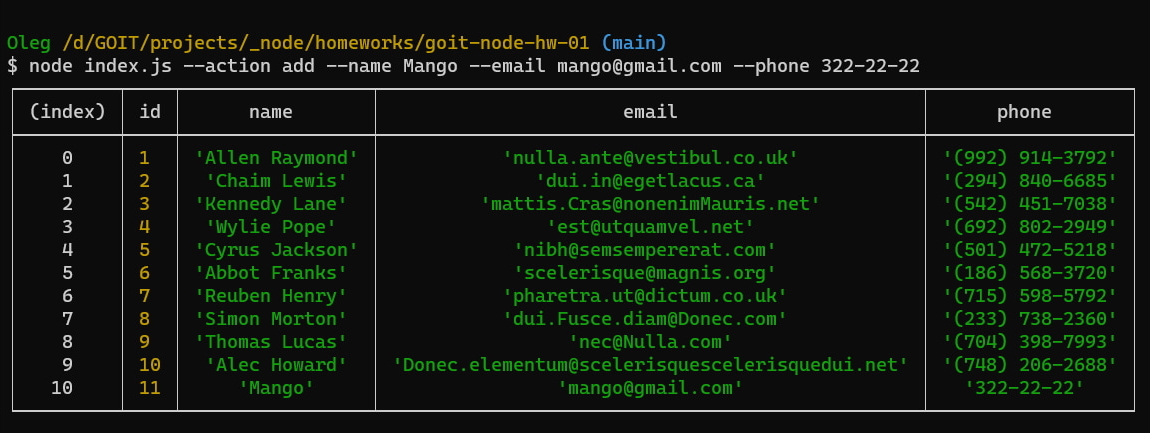 Oleg /d/GOIT/projects/_node/homeworks/goit-node-hw-01 (main)
$ node index.js --action add --name Mango --email mango@gmail.com --phone 322-22-22
(index) id name email phone
0 1 'Allen Raymond' 'nulla.ante@vestibul.co.uk' '(992) 914-3792'
1 2 'Chaim Lewis' 'dui.in@egetlacus.ca' '(294) 840-6685'
2 3 'Kennedy Lane' 'mattis.Cras@nonenimMauris.net' '(542) 451-7038'
3 4 'Wylie Pope' 'est@utquamvel.net' '(692) 802-2949'
4 5 'Cyrus Jackson' 'nibh@semsempererat.com' '(501) 472-5218'
5 6 'Abbot Franks' 'scelerisque@magnis.org' '(186) 568-3720'
6 7 'Reuben Henry' 'pharetra.ut@dictum.co.uk' '(715) 598-5792'
7 8 'Simon Morton' 'dui.Fusce.diam@Donec.com' '(233) 738-2360'
8 9 'Thomas Lucas' 'nec@Nulla.com' '(704) 398-7993'
9 10 'Alec Howard' 'Donec.elementum@scelerisquescelerisquedui.net' '(748) 206-2688'
10 11 'Mango' 'mango@gmail.com' '322-22-22'